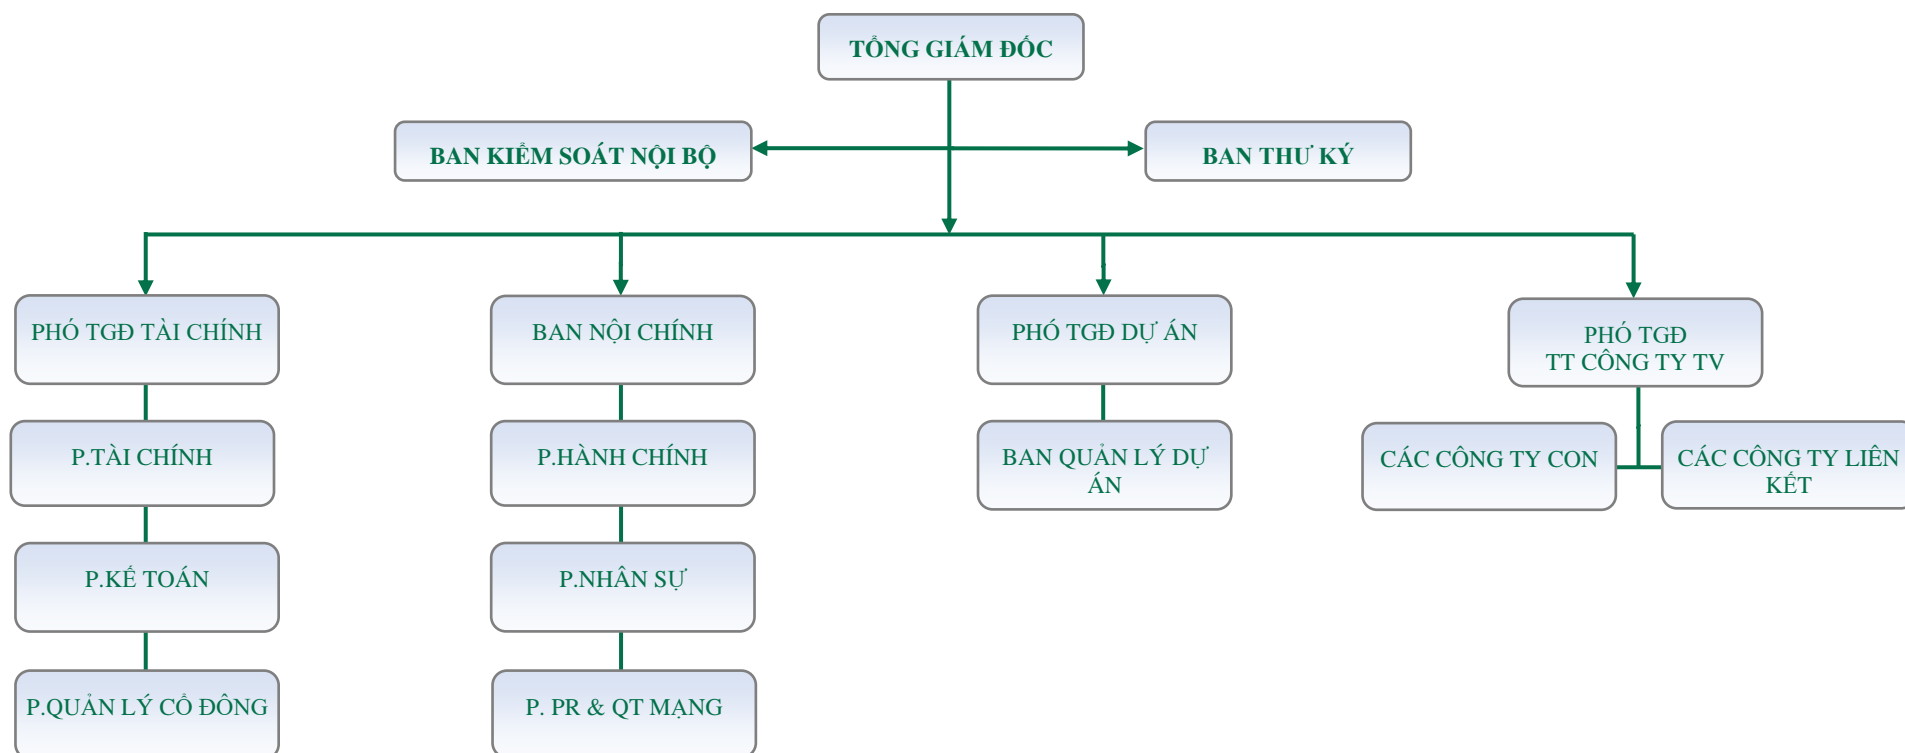 TỔNG GIÁM ĐỐC
BAN KIỂM SOÁT NỘI BỘ
BAN THƯ KÝ
PHÓ TGĐ TÀI CHÍNH
BAN NỘI CHÍNH
PHÓ TGĐ DỰ ÁN
PHÓ TGĐ
TT CÔNG TY TV
P.TÀI CHÍNH
P.HÀNH CHÍNH
BAN QUẢN LÝ DỰ
ÁN
CÁC CÔNG TY CON
CÁC CÔNG TY LIÊN
KẾT
P.KẾ TOÁN
P.NHÂN SỰ
P.QUẢN LÝ CỔ ĐÔNG
P. PR & QT MẠNG